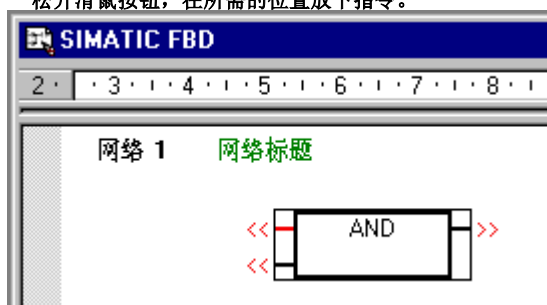 松开滑鼠按钮，在所需的位置放下指令。
SIMATIC FBD
2 · · 3 · ı · 4 · ı · 5 · ı · 6 · ı · 7 · ı · 8 · ı
网络 1 网络标题
<< AND >>
<<